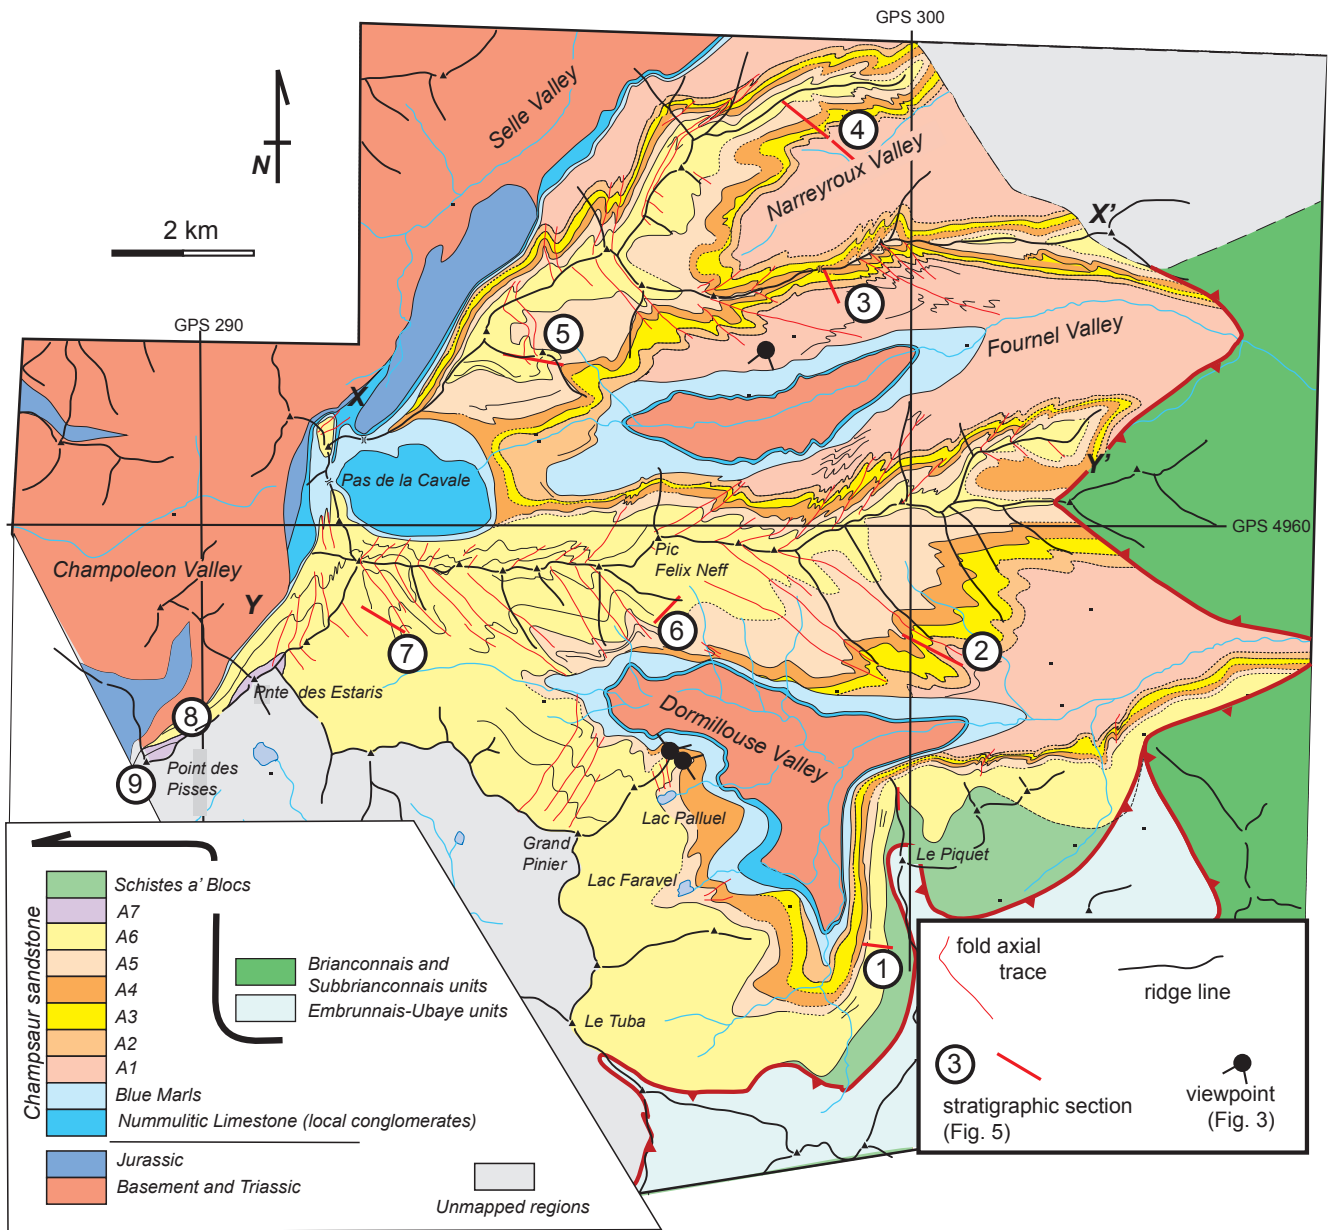 GPS 300
Selle Valley
4
Narreyroux Valley
N
X'
2 km
3
GPS 290
5
Fournel Valley
X
Pas de la Cavale
Y'
GPS 4960
Pic
Felix Neff
Champoleon Valley
Y
6
7
2
Pnte des Estaris
8
Dormillouse Valley
9
Point des
Pisses
Lac Palluel
Grand
Pinier
Le Piquet
Lac Faravel
1
Le Tuba
Champsaur sandstone
Schistes a' Blocs
A7
A6
A5
A4
A3
A2
A1
Blue Marls
Nummulitic Limestone (local conglomerates)
Jurassic
Basement and Triassic
Brianconnais and
Subbrianconnais units
Embrunnais-Ubaye units
Unmapped regions
fold axial
trace
ridge line
3
stratigraphic section
(Fig. 5)
viewpoint
(Fig. 3)